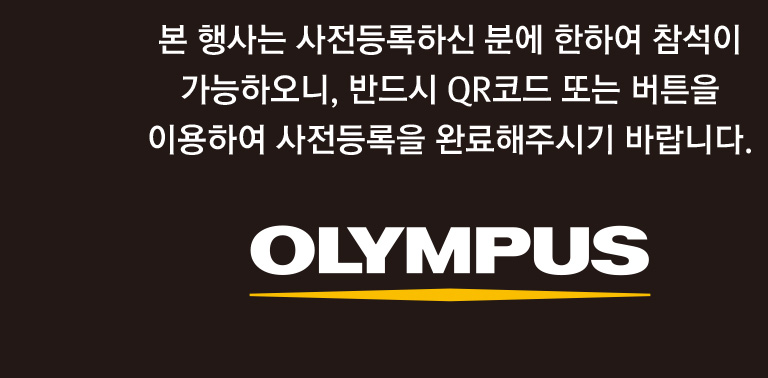 본 행사는 사전등록하신 분에 한하여 참석이
가능하오니, 반드시 QR코드 또는 버튼을
이용하여 사전등록을 완료해주시기 바랍니다.
OLYMPUS